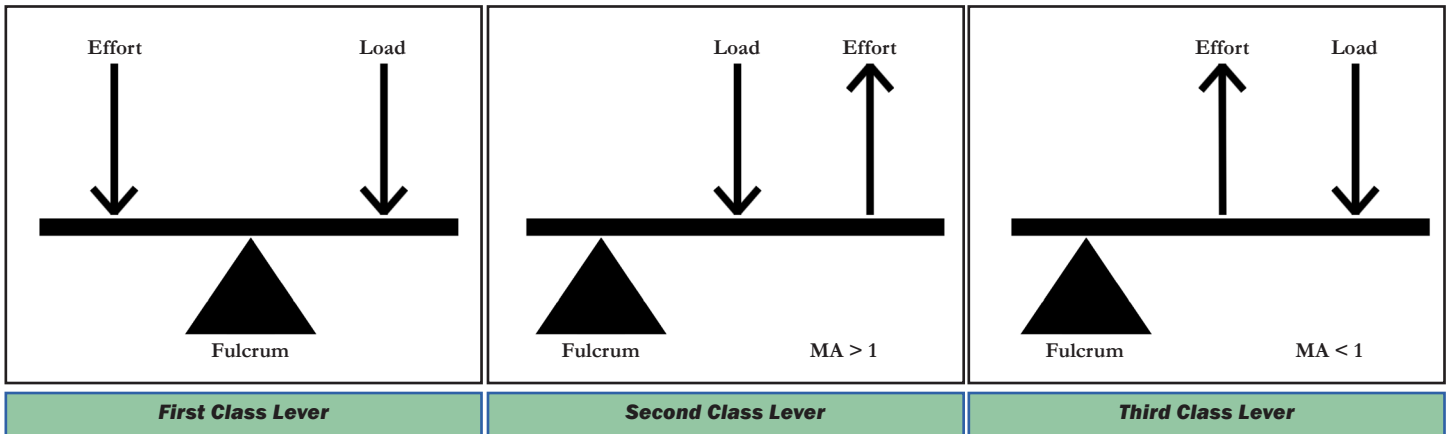 Effort
Load
Fulcrum
First Class Lever
Load
Effort
Fulcrum
MA > 1
Second Class Lever
Effort
Load
Fulcrum
MA < 1
Third Class Lever